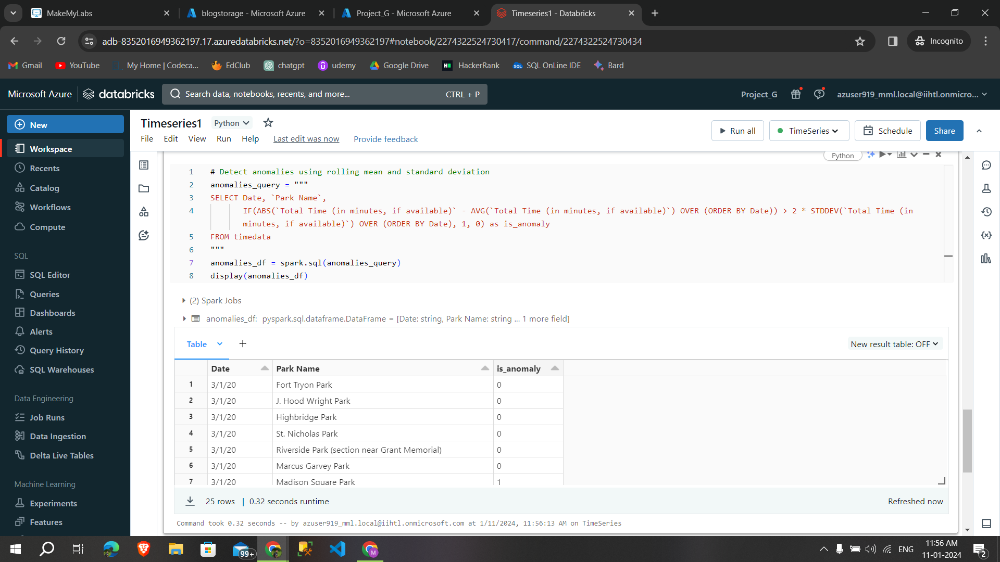 MakeMyLabs
blogstorage - Microsoft Azure
Project_G - Microsoft Azure
Timeseries1 - Databricks
adb-8352016949362197.17.azuredatabricks.net/?o=8352016949362197#notebook/2274322524730417/command/2274322524730434
Incognito
Gmail
YouTube
My Home | Codeca...
EdClub
chatgpt
udemy
Google Drive
HackerRank
SQL OnLine IDE
Bard
Microsoft Azure
databricks
Search data, notebooks, recents, and more...
CTRL + P
Project_G
azuser919_mml.local@iihtl.onmicro...
New
Workspace
Recents
Catalog
Workflows
Compute
SQL
SQL Editor
Queries
Dashboards
Alerts
Query History
SQL Warehouses
Data Engineering
Job Runs
Data Ingestion
Delta Live Tables
Machine Learning
Experiments
Features
Timeseries1
Python
File Edit View Run Help Last edit was now Provide feedback
Run all
TimeSeries
Schedule
Share
Python
1 # Detect anomalies using rolling mean and standard deviation
2 anomalies_query = """
3 SELECT Date, `Park Name`,
4 IF(ABS(`Total Time (in minutes, if available)` - AVG(`Total Time (in minutes, if available)`) OVER (ORDER BY Date)) > 2 * STDDEV(`Total Time (in
minutes, if available)`) OVER (ORDER BY Date), 1, 0) as is_anomaly
5 FROM timedata
6 """
7 anomalies_df = spark.sql(anomalies_query)
8 display(anomalies_df)
(2) Spark Jobs
anomalies_df: pyspark.sql.dataframe.DataFrame = [Date: string, Park Name: string ... 1 more field]
Table
New result table: OFF
Date Park Name is_anomaly
1 3/1/20 Fort Tryon Park 0
2 3/1/20 J. Hood Wright Park 0
3 3/1/20 Highbridge Park 0
4 3/1/20 St. Nicholas Park 0
5 3/1/20 Riverside Park (section near Grant Memorial) 0
6 3/1/20 Marcus Garvey Park 0
7 3/1/20 Madison Square Park 1
25 rows | 0.32 seconds runtime
Refreshed now
Command took 0.32 seconds -- by azuser919_mml.local@iihtl.onmicrosoft.com at 1/11/2024, 11:56:13 AM on TimeSeries
99+
M
ENG
11:56 AM
11-01-2024
2